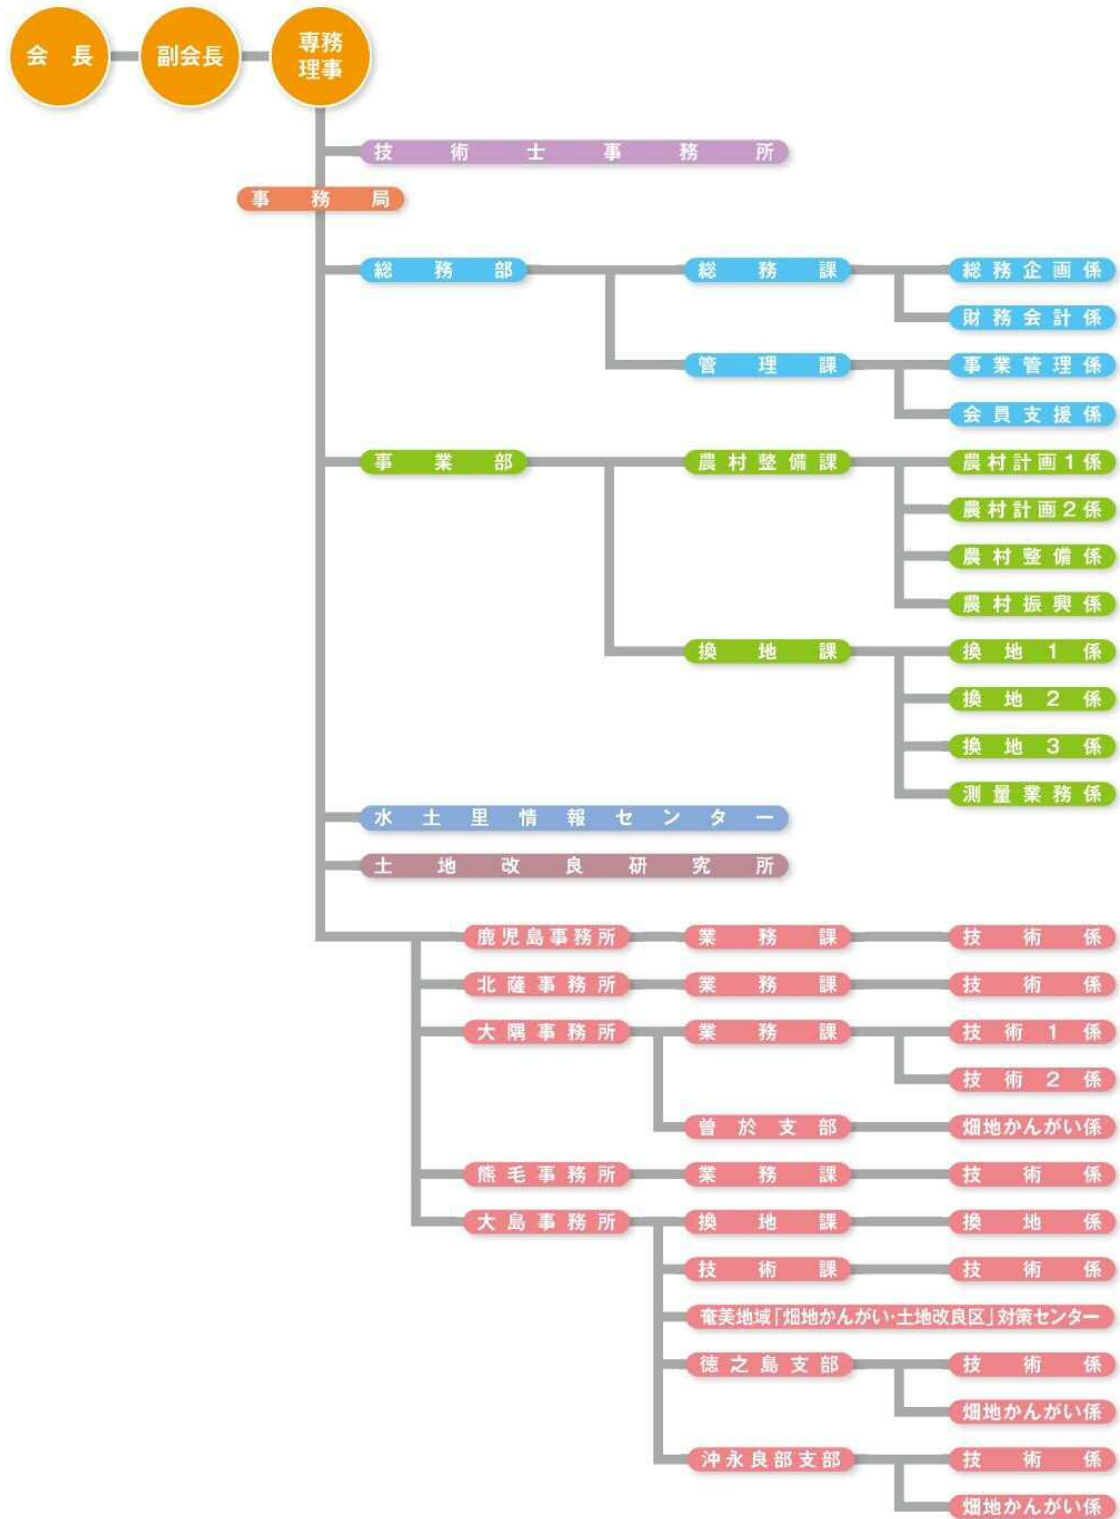 会長 副会長 専務
理事
技術士事務所
事務局
総務部 総務課 総務企画係
財務会計係
管理課 事業管理係
会員支援係
事業部 農村整備課 農村計画1係
農村計画2係
農村整備係
農村振興係
換地課 換地1係
換地2係
換地3係
測量業務係
水土里情報センター
土地改良研究所
鹿児島事務所 業務課 技術係
北薩事務所 業務課 技術係
大隅事務所 業務課 技術1係
技術2係
曽於支部 畑地かんがい係
熊毛事務所 業務課 技術係
大島事務所 換地課 換地係
技術課 技術係
奄美地域「畑地かんがい・土地改良区」対策センター
徳之島支部 技術係
畑地かんがい係
沖永良部支部 技術係
畑地かんがい係